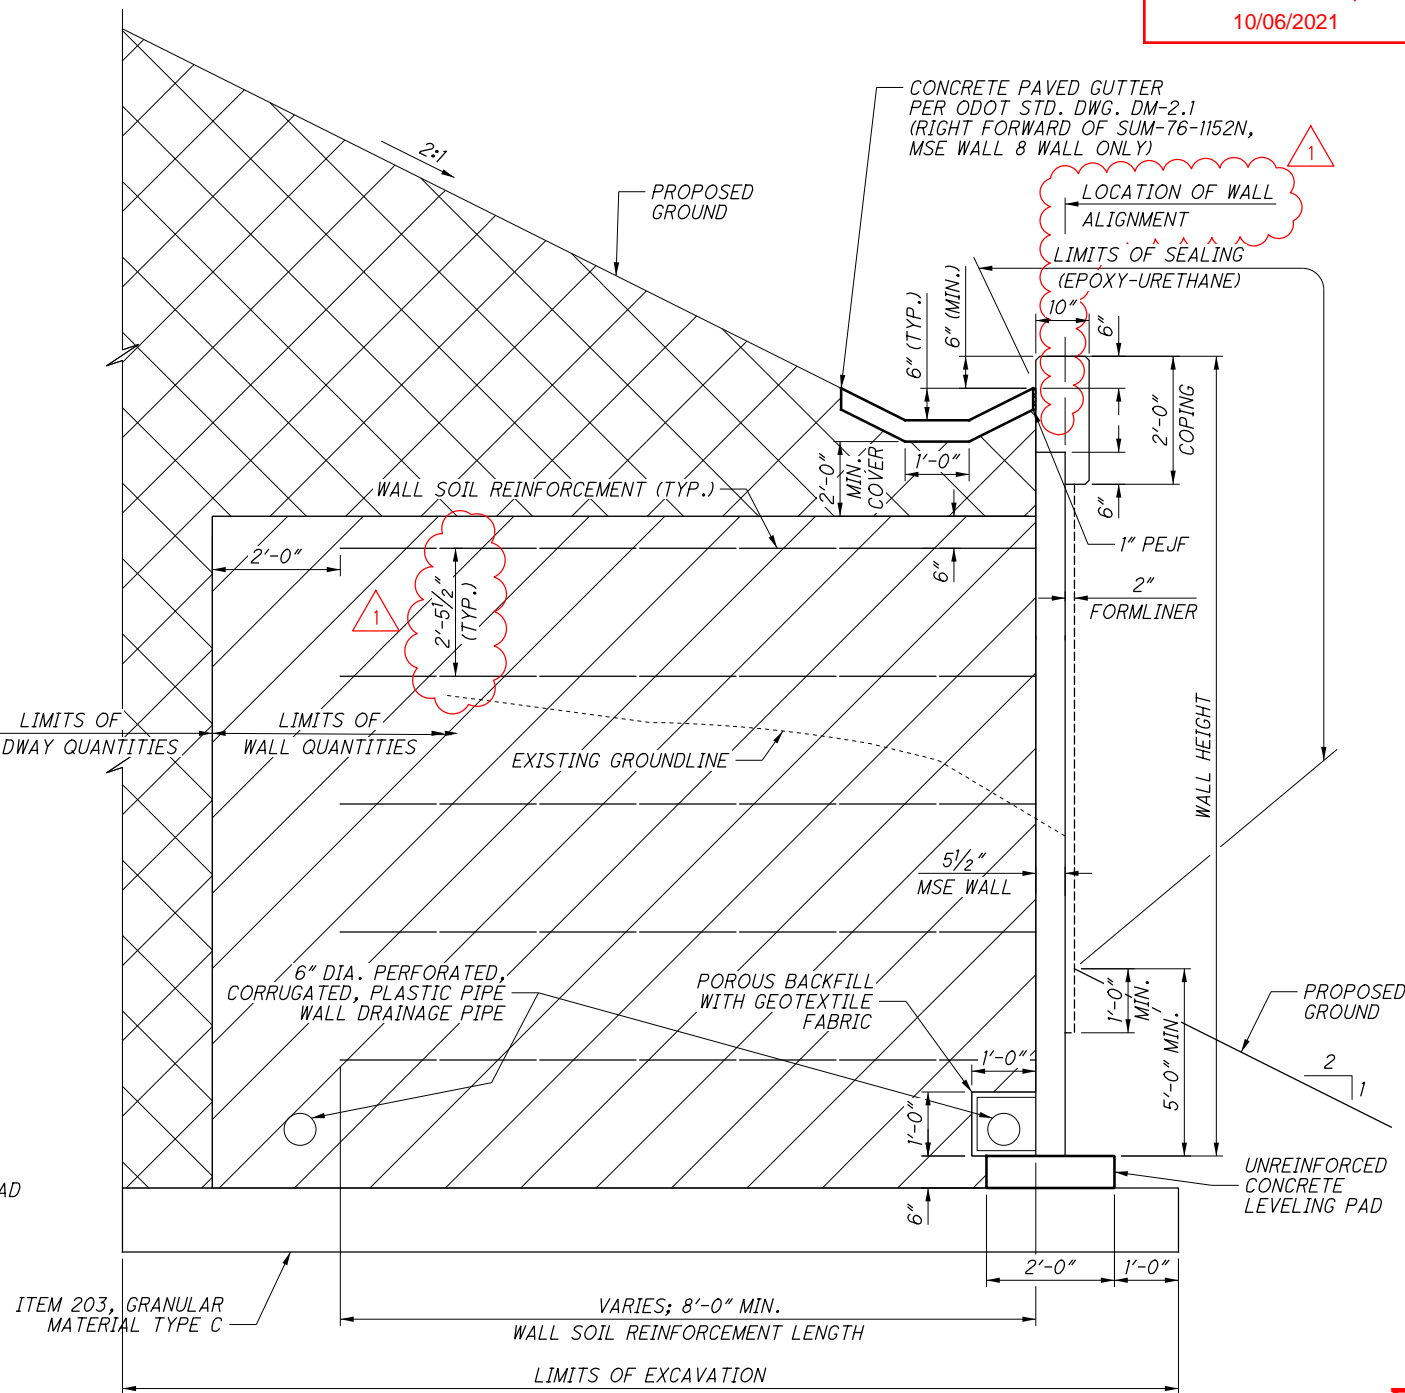 10/06/2021
CONCRETE PAVED GUTTER
PER ODOT STD. DWG. DM-2.1
(RIGHT FORWARD OF SUM-76-1152N,
MSE WALL 8 WALL ONLY)
1
2:1
PROPOSED
GROUND
LOCATION OF WALL
ALIGNMENT
LIMITS OF SEALING
(EPOXY-URETHANE)
6" (TYP.)
6" (MIN.)
10"
6"
2'-0"
COPING
2'-0"
MIN.
COVER
1'-0"
6"
WALL SOIL REINFORCEMENT (TYP.)
1" PEJF
2'-0"
6"
2"
FORMLINER
1
2'-5 1/2"
(TYP.)
LIMITS OF
DWAY QUANTITIES
LIMITS OF
WALL QUANTITIES
EXISTING GROUNDLINE
WALL HEIGHT
5 1/2"
MSE WALL
6" DIA. PERFORATED,
CORRUGATED, PLASTIC PIPE
WALL DRAINAGE PIPE
POROUS BACKFILL
WITH GEOTEXTILE
FABRIC
1'-0"
MIN.
5'-0" MIN.
PROPOSED
GROUND
2
1
1'-0"
1'-0"
AD
UNREINFORCED
CONCRETE
LEVELING PAD
6"
2'-0"
1'-0"
ITEM 203, GRANULAR
MATERIAL TYPE C
VARIES; 8'-0" MIN.
WALL SOIL REINFORCEMENT LENGTH
LIMITS OF EXCAVATION